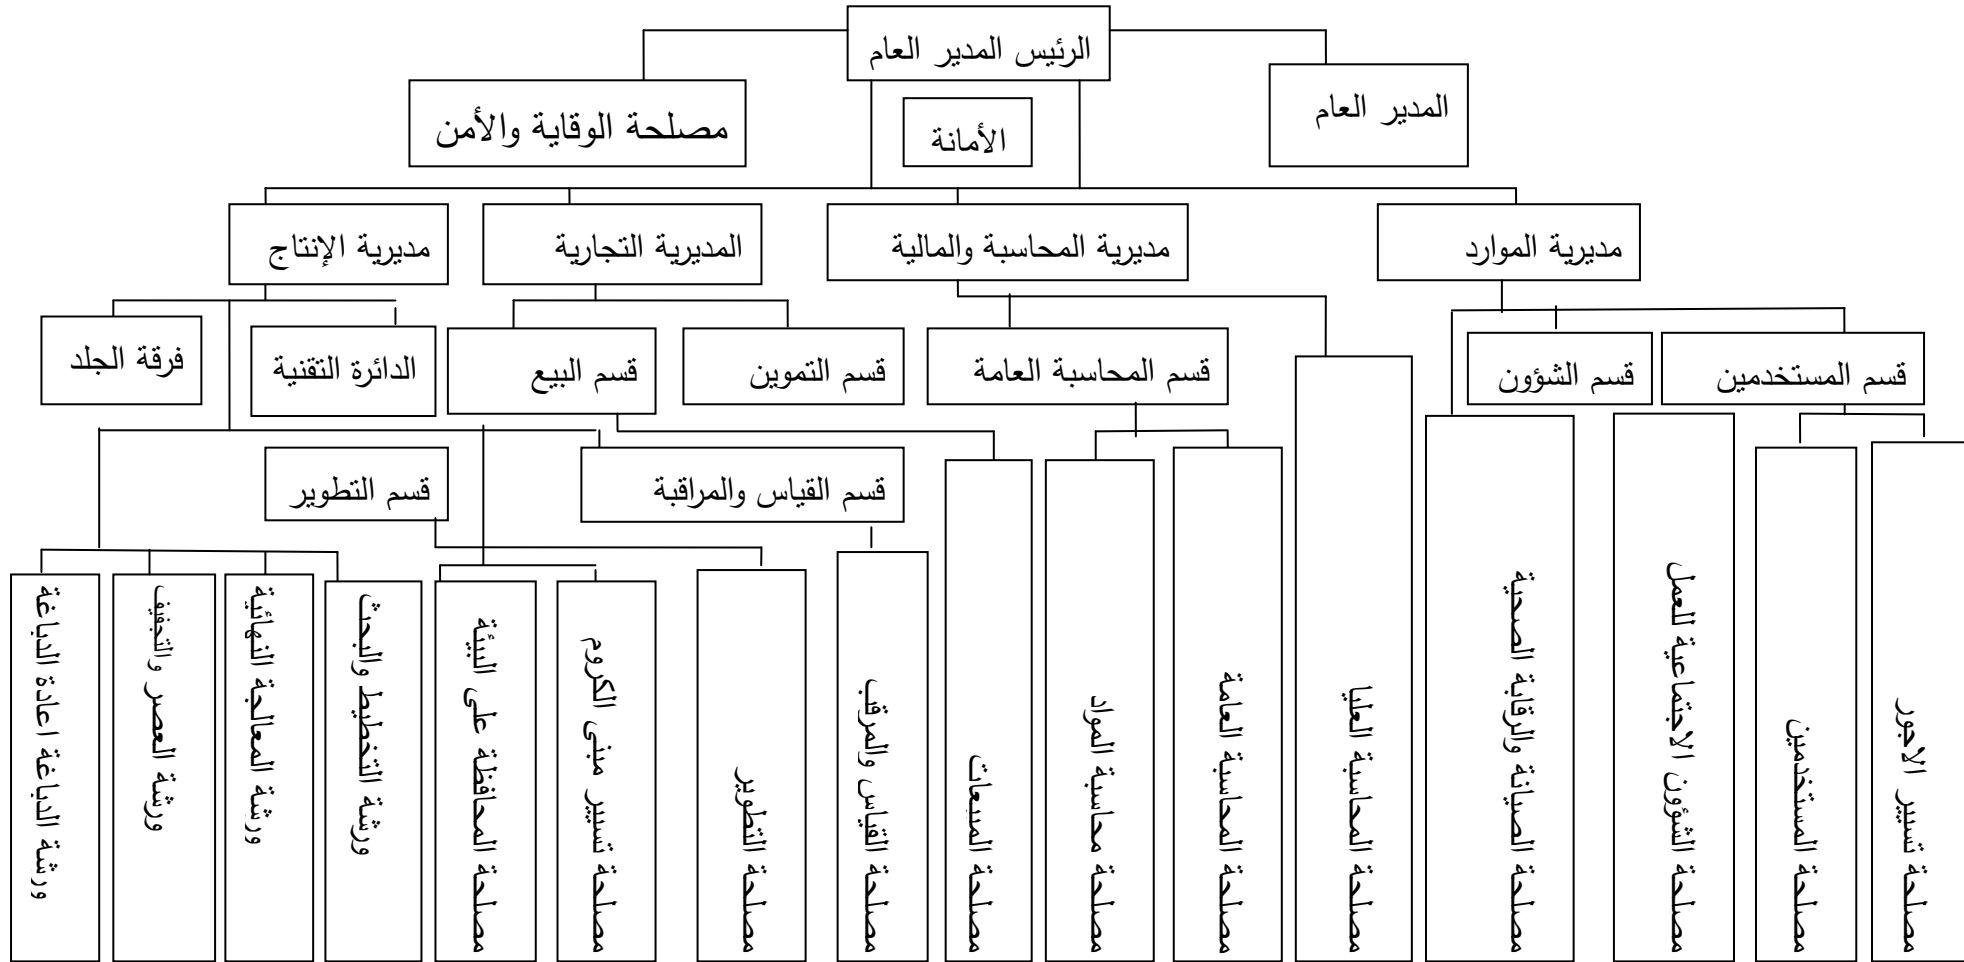 الرئيس المدير العام
المدير العام
الأمانة
مصلحة الوقاية والأمن
مديرية الموارد
مديرية المحاسبة والمالية
المديرية التجارية
مديرية الإنتاج
قسم المستخدمين
قسم الشؤون
قسم المحاسبة العامة
قسم التموين
قسم البيع
الدائرة التقنية
فرقة الجلد
قسم القياس والمراقبة
قسم التطوير
مصلحة تسيير الاجور
مصلحة المستخدمين
مصلحة الشؤون الاجتماعية للعمل
مصلحة الصيانة والرقابة الصحية
مصلحة المحاسبة العليا
مصلحة المحاسبة العامة
مصلحة محاسبة المواد
مصلحة المبيعات
مصلحة القياس والمرقب
مصلحة التطوير
مصلحة تسيير مبنى الكروم
مصلحة المحافظة على البيئة
ورشة التخطيط والبحث
ورشة المعالجة النهائية
ورشة العصر والتجفيف
ورشة الدباغة اعادة الدباغة